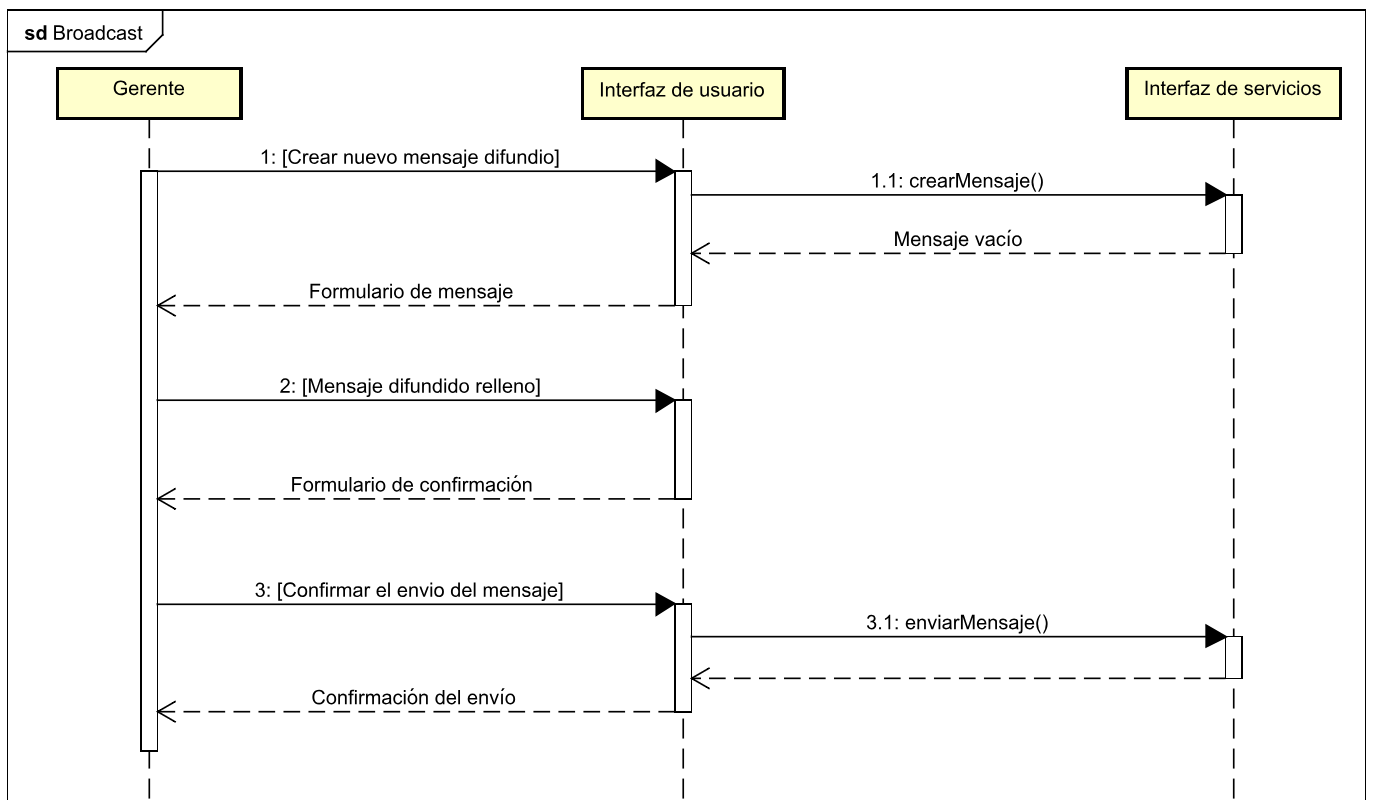 sd Broadcast
Gerente
Interfaz de usuario
Interfaz de servicios
1: [Crear nuevo mensaje difundio]
1.1: crearMensaje()
Mensaje vacío
Formulario de mensaje
2: [Mensaje difundido relleno]
Formulario de confirmación
3: [Confirmar el envio del mensaje]
3.1: enviarMensaje()
Confirmación del envío